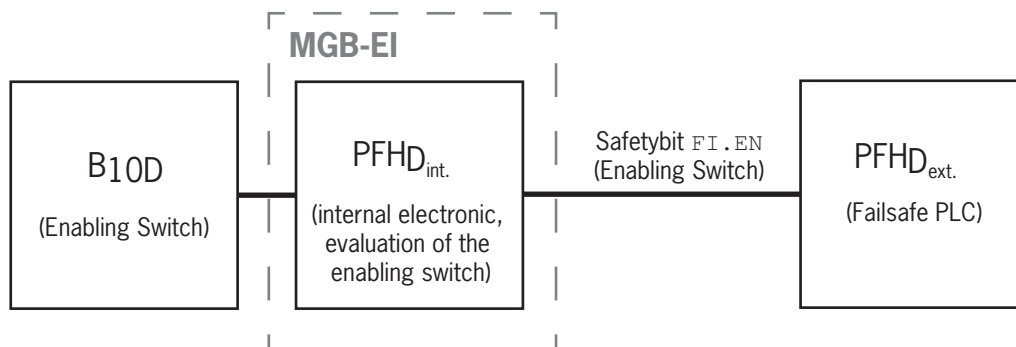 MGB-EI
B10D
(Enabling Switch)
PFHDint.
(internal electronic,
evaluation of the
enabling switch)
Safetybit FI.EN
(Enabling Switch)
PFHDext.
(Failsafe PLC)